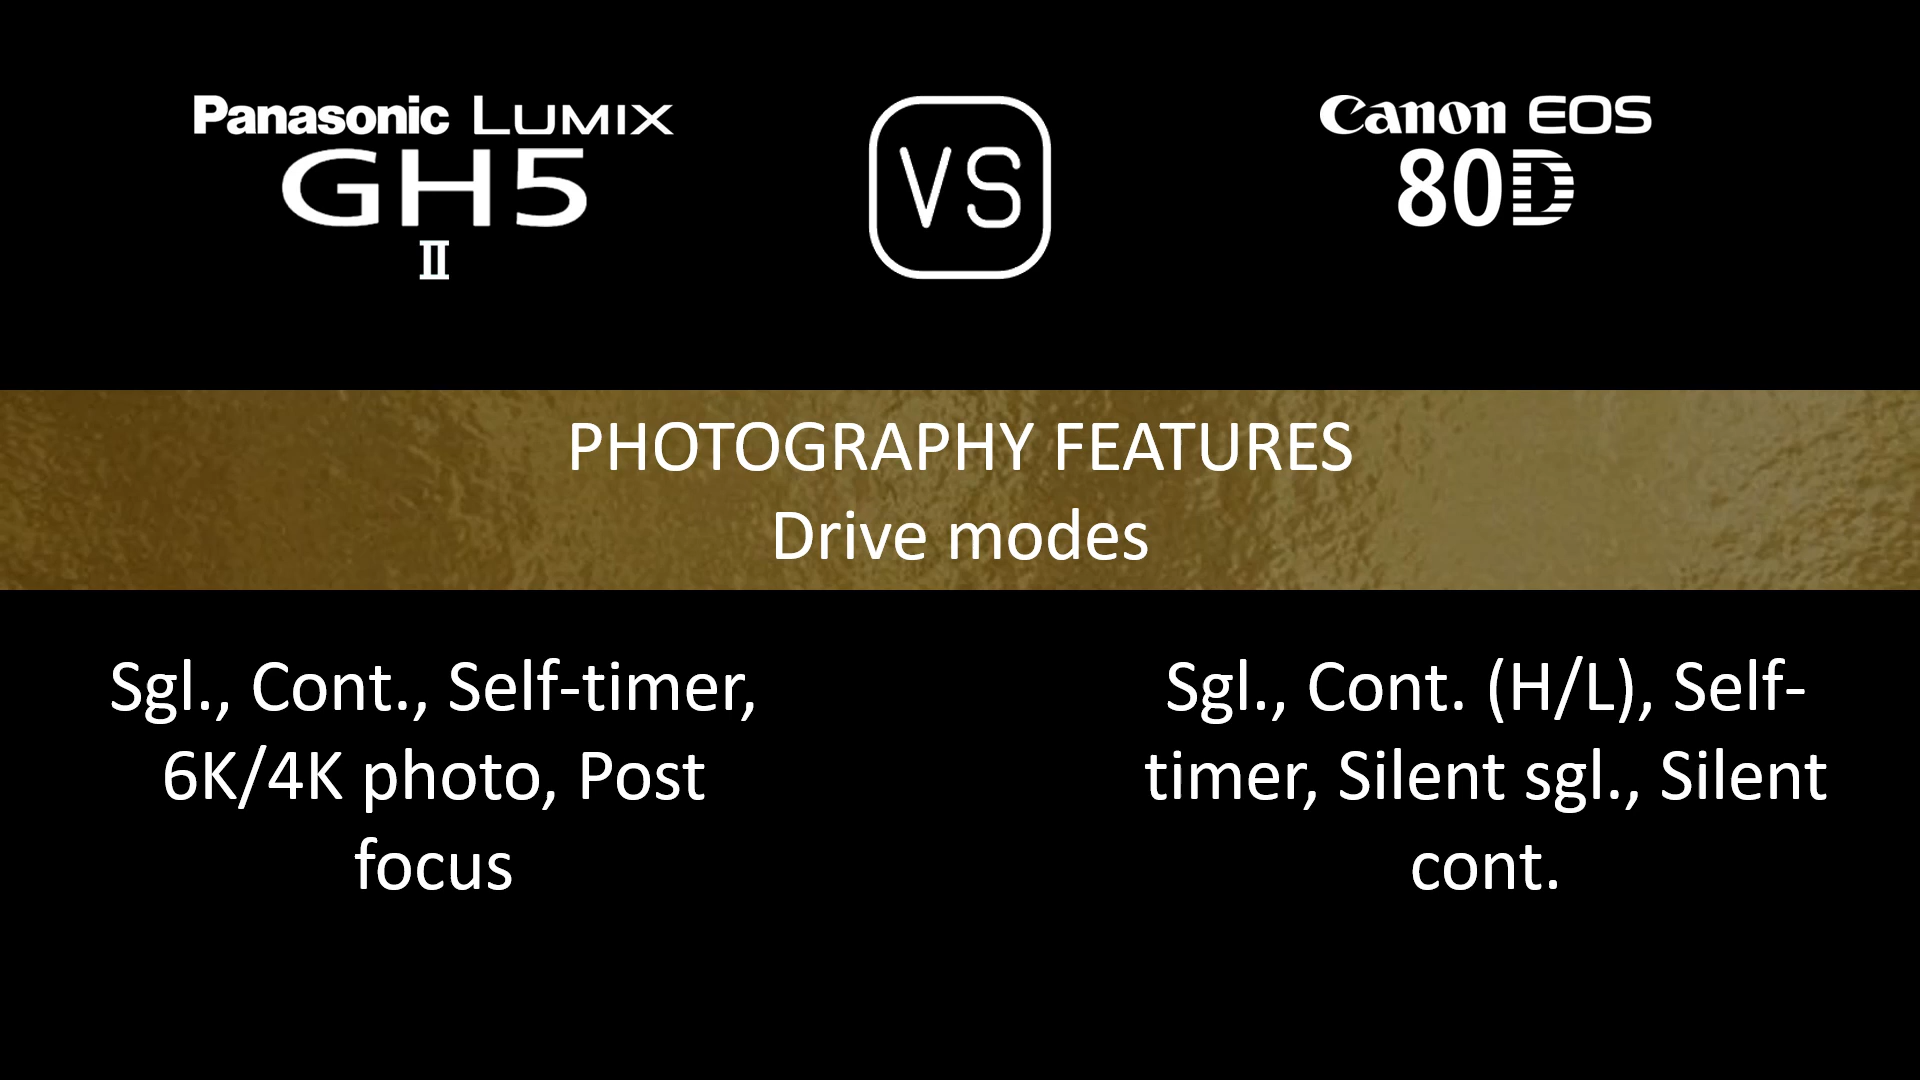 Panasonic LUMIX
GH5
II
VS
Canon EOS
80D
PHOTOGRAPHY FEATURES
Drive modes
Sgl., Cont., Self-timer,
6K/4K photo, Post
focus
Sgl., Cont. (H/L), Self-
timer, Silent sgl., Silent
cont.